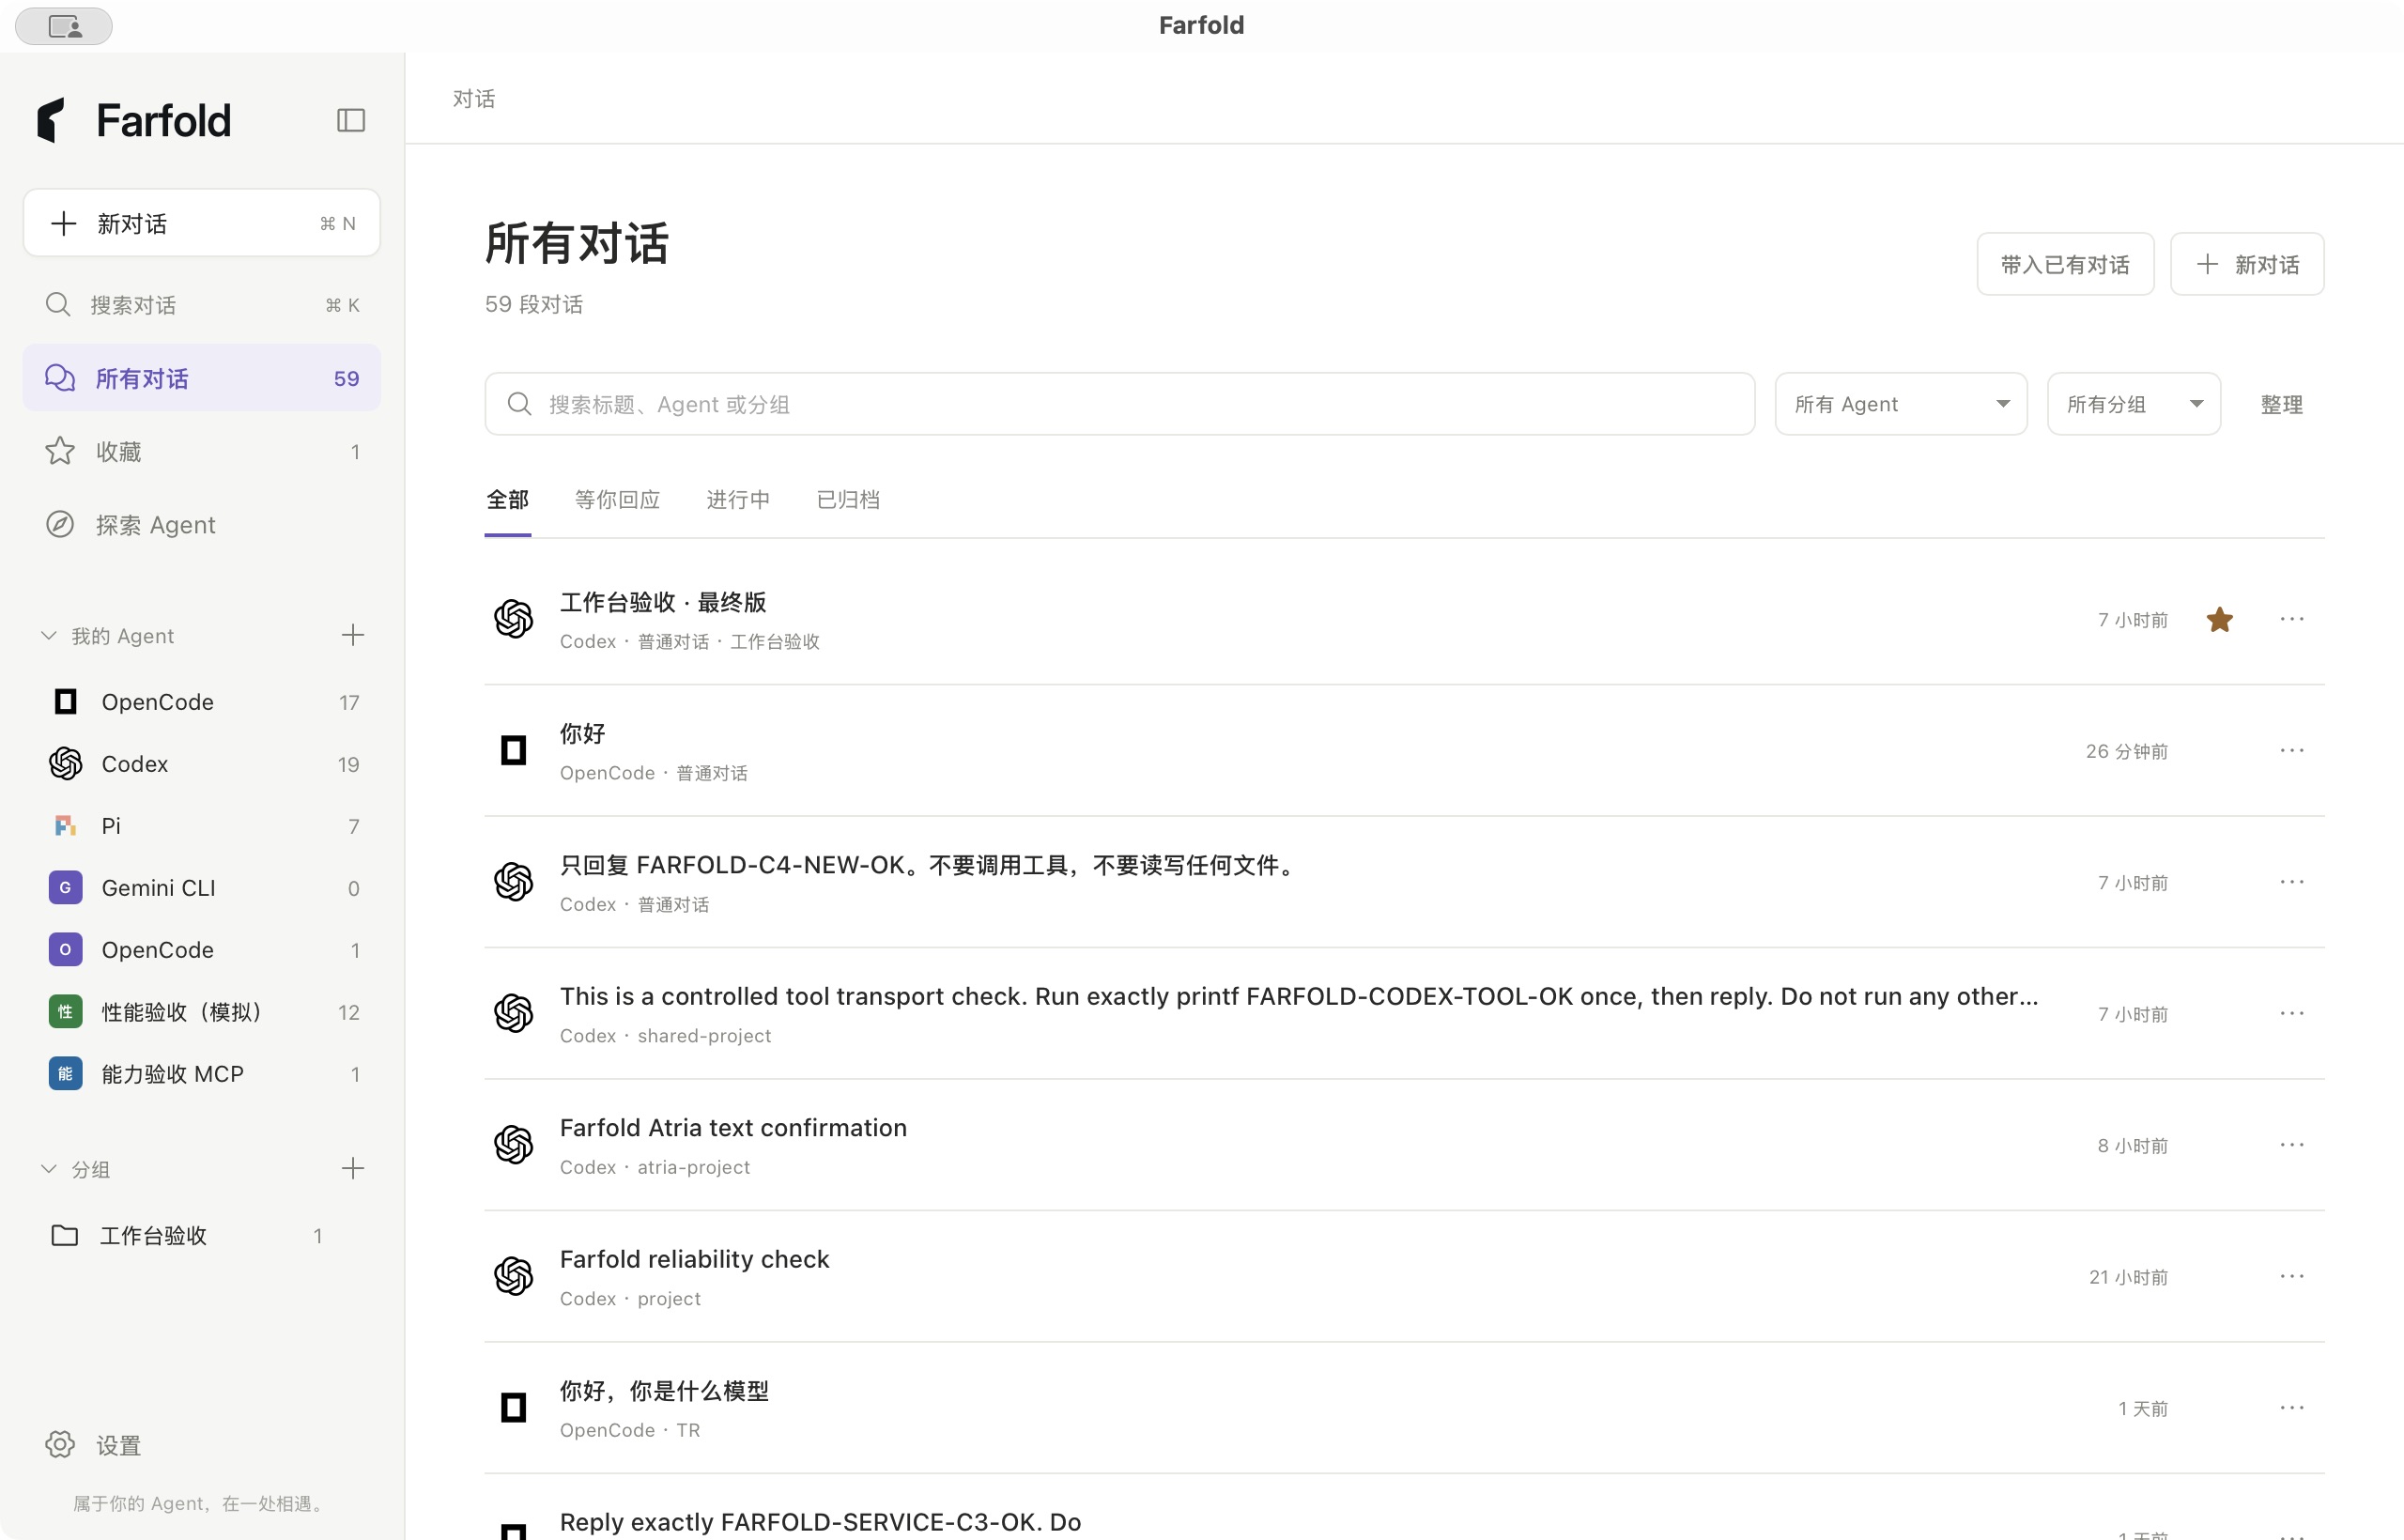 Farfold
Farfold
新对话 ⌘ N
搜索对话 ⌘ K
所有对话 59
收藏 1
探索 Agent
我的 Agent
OpenCode 17
Codex 19
Pi 7
G Gemini CLI 0
O OpenCode 1
性 性能验收（模拟） 12
能 能力验收 MCP 1
分组
工作台验收 1
设置
属于你的 Agent，在一处相遇。
对话
所有对话
59 段对话
带入已有对话
新对话
搜索标题、Agent 或分组
所有 Agent
所有分组
整理
全部 等你回应 进行中 已归档
工作台验收 · 最终版
Codex · 普通对话 · 工作台验收
7 小时前
你好
OpenCode · 普通对话
26 分钟前
只回复 FARFOLD-C4-NEW-OK。不要调用工具，不要读写任何文件。
Codex · 普通对话
7 小时前
This is a controlled tool transport check. Run exactly printf FARFOLD-CODEX-TOOL-OK once, then reply. Do not run any other...
Codex · shared-project
7 小时前
Farfold Atria text confirmation
Codex · atria-project
8 小时前
Farfold reliability check
Codex · project
21 小时前
你好，你是什么模型
OpenCode · TR
1 天前
Reply exactly FARFOLD-SERVICE-C3-OK. Do
1 天前